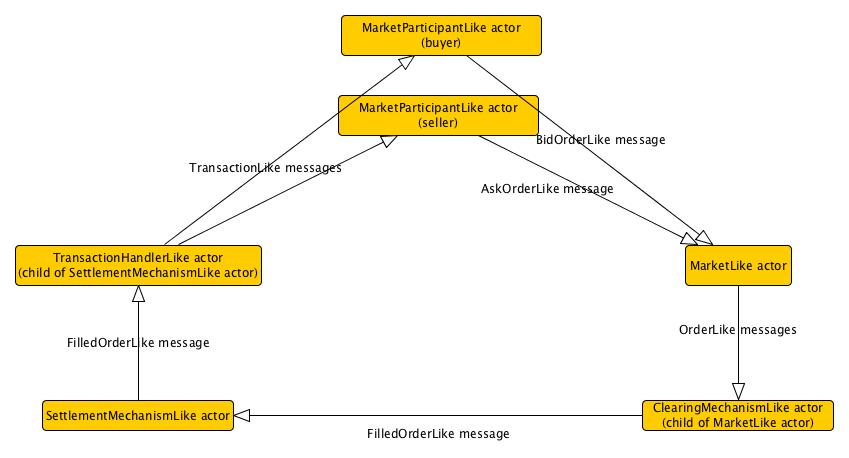 MarketParticipantLike actor
(buyer)
MarketParticipantLike actor
(seller)
BidOrderLike message
TransactionLike messages
AskOrderLike message
TransactionHandlerLike actor
(child of SettlementMechanismLike actor)
MarketLike actor
OrderLike messages
FilledOrderLike message
SettlementMechanismLike actor
ClearingMechanismLike actor
(child of MarketLike actor)
FilledOrderLike message